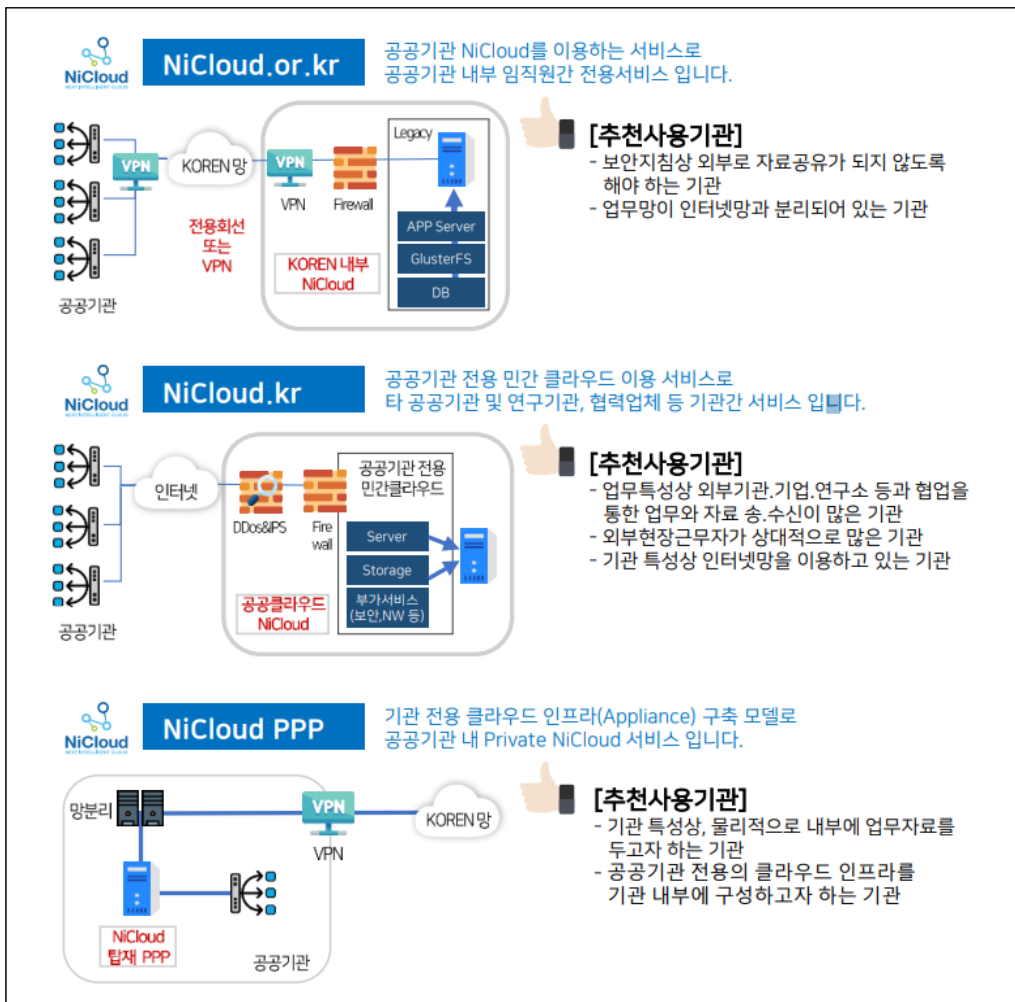 NiCloud
NEXT INTELLIGENT CLOUD
NiCloud.or.kr
공공기관 NiCloud를 이용하는 서비스로
공공기관 내부 임직원간 전용서비스 입니다.
VPN
KOREN 망
전용회선
또는
VPN
공공기관
VPN
VPN
Firewall
KOREN 내부
NiCloud
Legacy
APP Server
GlusterFS
DB
[추천사용기관]
- 보안지침상 외부로 자료공유가 되지 않도록
해야 하는 기관
- 업무망이 인터넷망과 분리되어 있는 기관
NiCloud
NEXT INTELLIGENT CLOUD
NiCloud.kr
공공기관 전용 민간 클라우드 이용 서비스로
타 공공기관 및 연구기관, 협력업체 등 기관간 서비스 입니다.
인터넷
공공기관
DDos&IPS
Fire
wall
공공클라우드
NiCloud
공공기관 전용
민간클라우드
Server
Storage
부가서비스
(보안,NW 등)
[추천사용기관]
- 업무특성상 외부기관.기업.연구소 등과 협업을
통한 업무와 자료 송.수신이 많은 기관
- 외부현장근무자가 상대적으로 많은 기관
- 기관 특성상 인터넷망을 이용하고 있는 기관
NiCloud
NEXT INTELLIGENT CLOUD
NiCloud PPP
기관 전용 클라우드 인프라(Appliance) 구축 모델로
공공기관 내 Private NiCloud 서비스 입니다.
망분리
VPN
VPN
KOREN 망
NiCloud
탑재 PPP
공공기관
[추천사용기관]
- 기관 특성상, 물리적으로 내부에 업무자료를
두고자 하는 기관
- 공공기관 전용의 클라우드 인프라를
기관 내부에 구성하고자 하는 기관